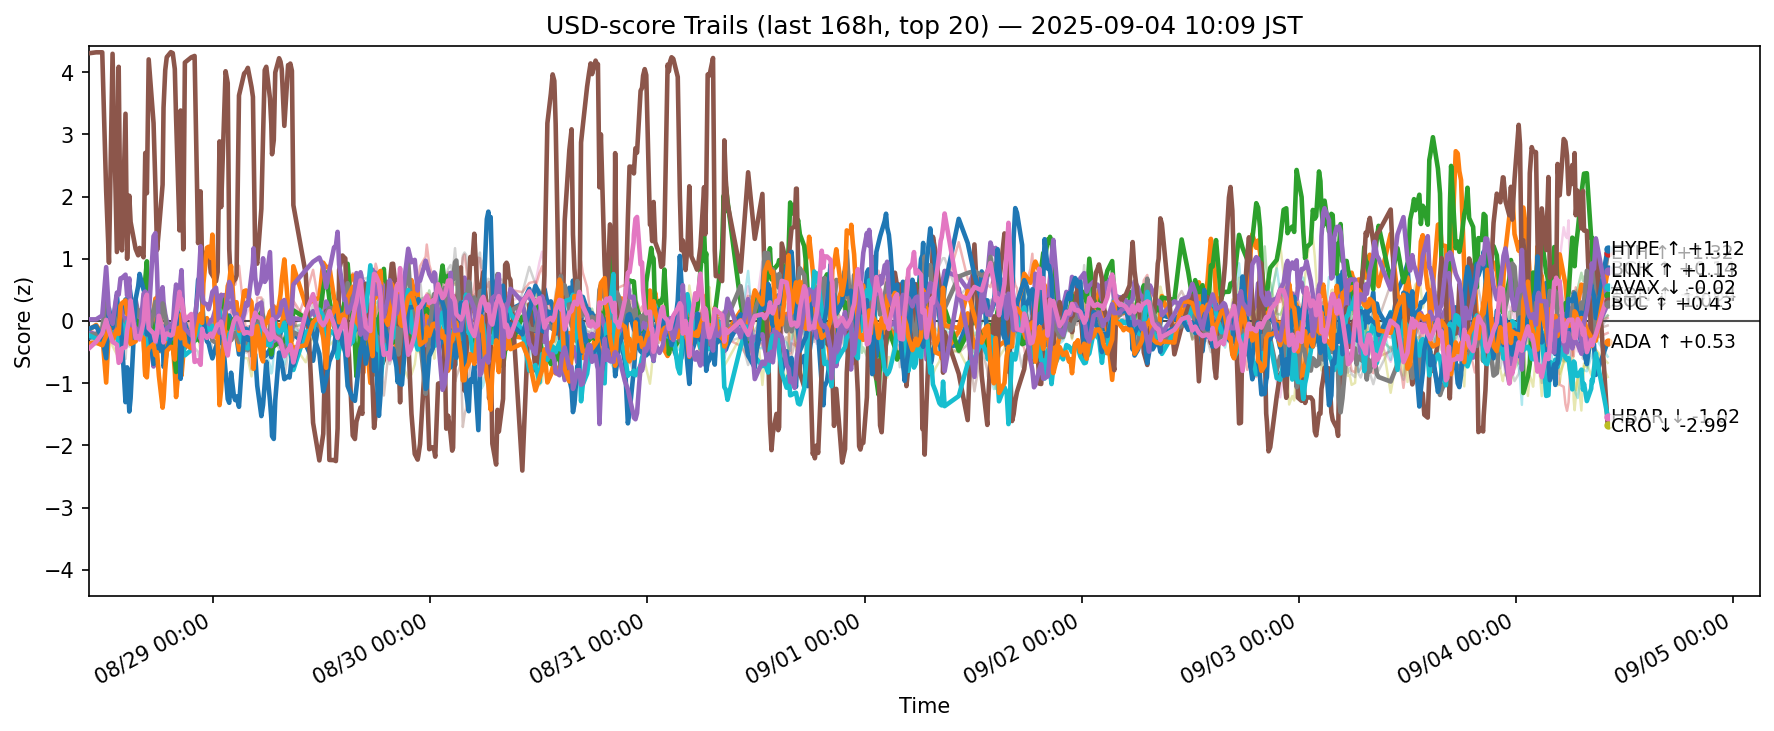 USD-score Trails (last 168h, top 20) — 2025-09-04 10:09 JST
Score (z)
4
3
2
1
0
−1
−2
−3
−4
HYPE ↑ +1.12
LINK ↑ +1.13
AVAX ↓ -0.02
BTC ↑ +0.43
ADA ↑ +0.53
HBAR ↓ -1.02
CRO ↓ -2.99
08/29 00:00
08/30 00:00
08/31 00:00
09/01 00:00
09/02 00:00
09/03 00:00
09/04 00:00
09/05 00:00
Time